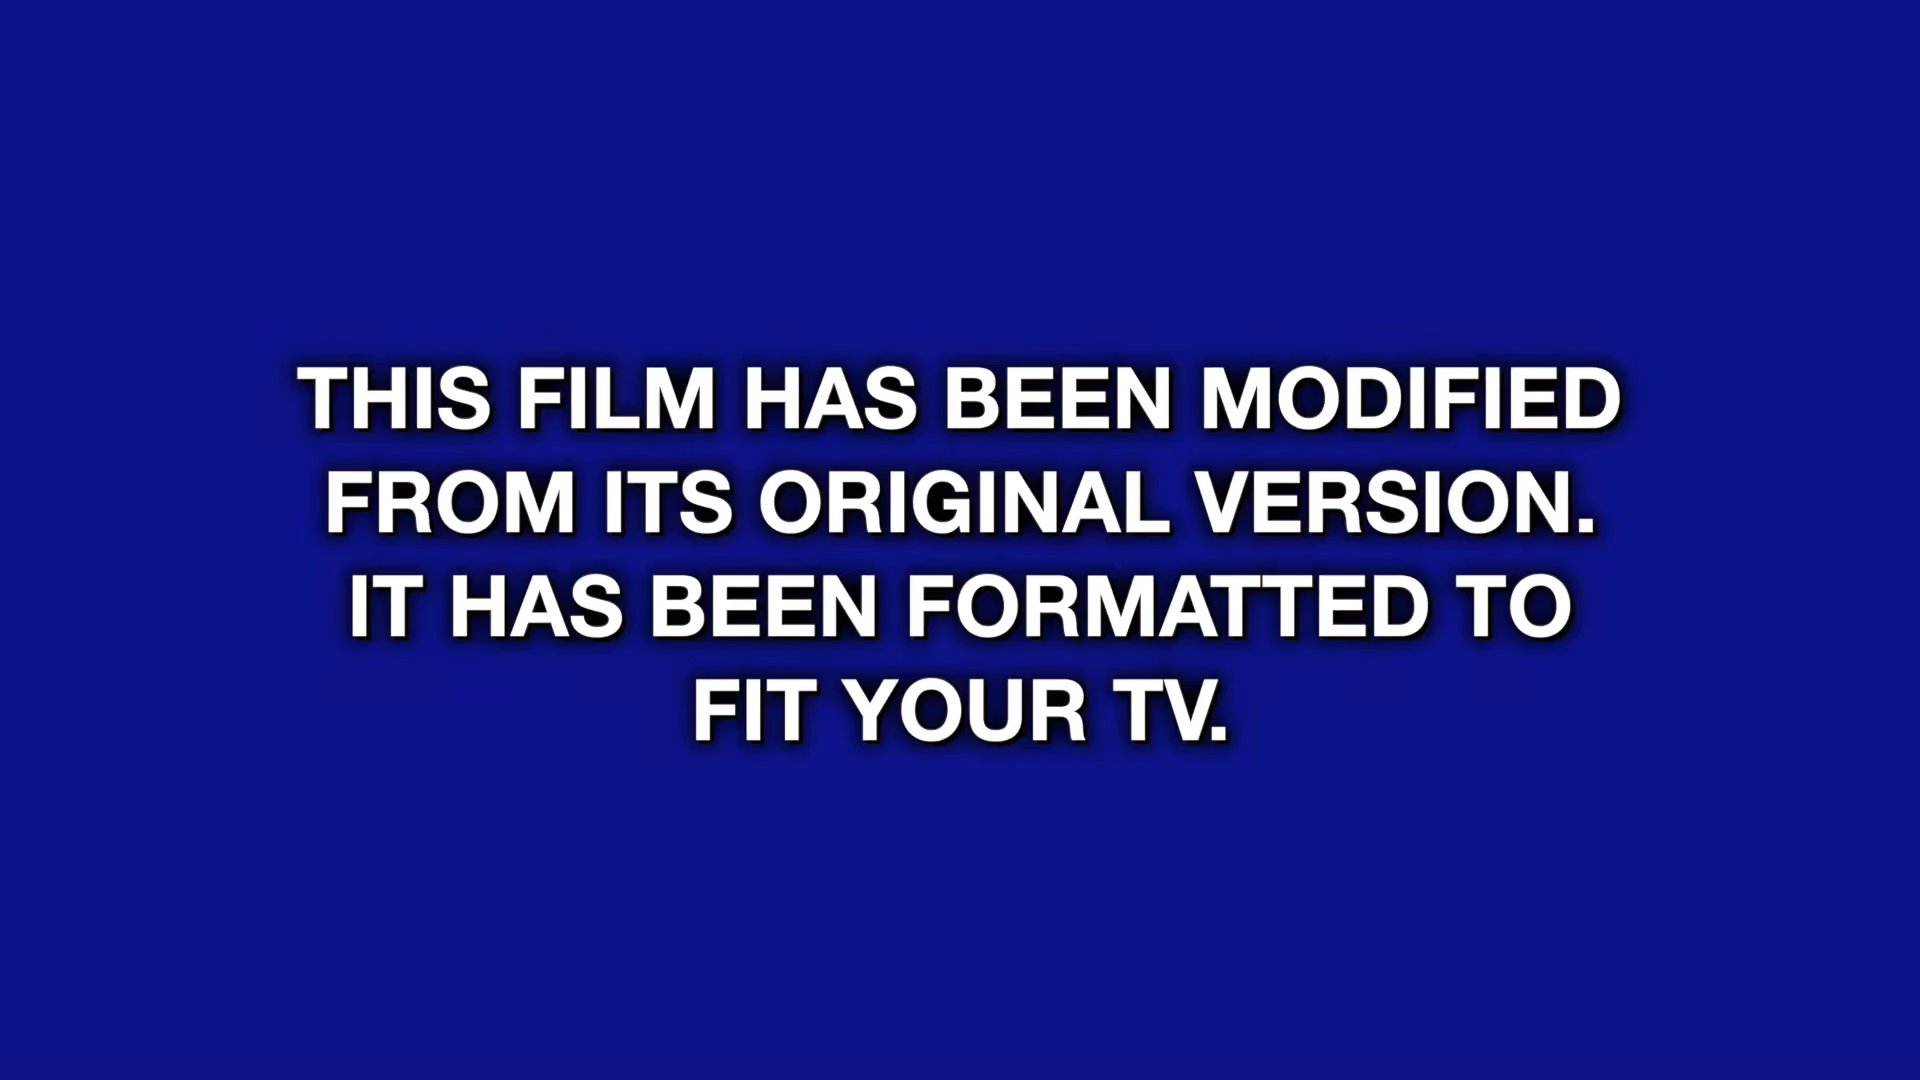 THIS FILM HAS BEEN MODIFIED
FROM ITS ORIGINAL VERSION.
IT HAS BEEN FORMATTED TO
FIT YOUR TV.